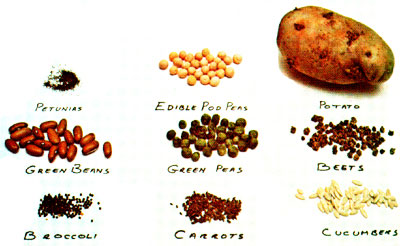 PETUNIAS
EDIBLE POD PEAS
POTATO
GREEN BEANS
GREEN PEAS
BEETS
BROCCOLI
CARROTS
CUCUMBERS